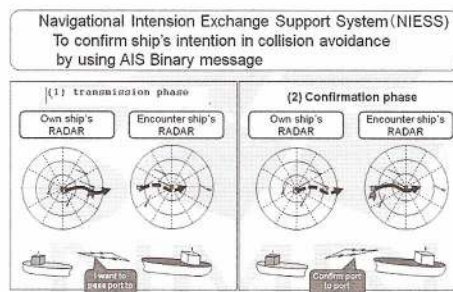 Navigational Intension Exchange Support System(NIESS)
To confirm ship's intention in collision avoidance
by using AIS Binary message
(1) transmission phase
(2) Confirmation phase
Own ship's
RADAR
Encounter ship's
RADAR
Own ship's
RADAR
Encounter ship's
RADAR
I want to
pass port to
Confirm port
to port